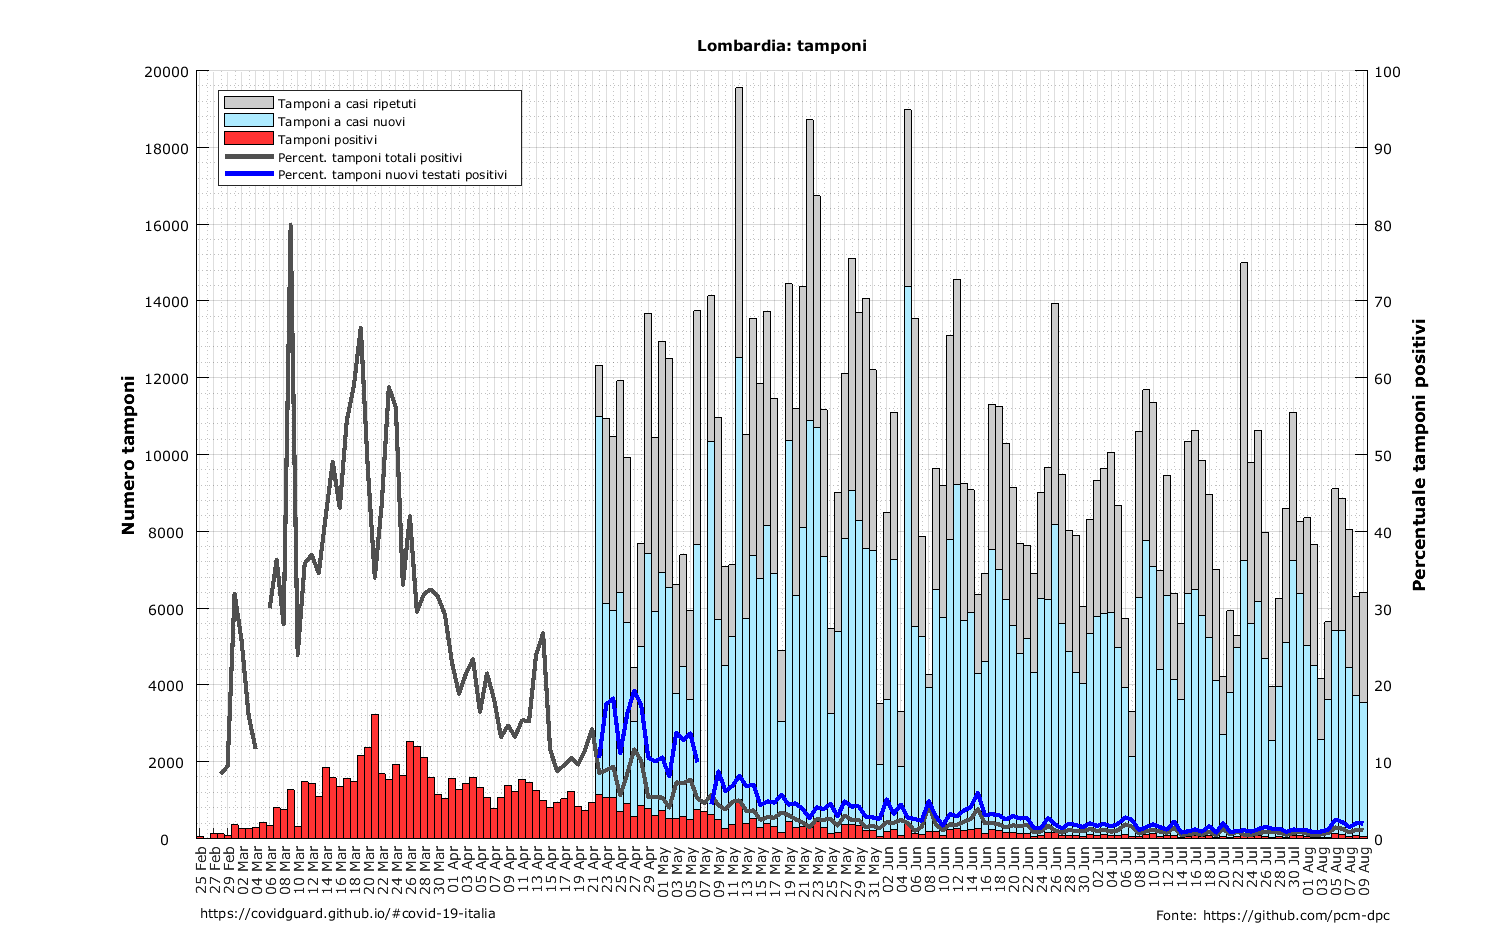 Lombardia: tamponi
Tamponi a casi ripetuti
Tamponi a casi nuovi
Tamponi positivi
Percent. tamponi totali positivi
Percent. tamponi nuovi testati positivi
Numero tamponi
20000
18000
16000
14000
12000
10000
8000
6000
4000
2000
0
100
90
80
70
60
50
40
30
20
10
0
Percentuale tamponi positivi
25 Feb
27 Feb
29 Feb
02 Mar
04 Mar
06 Mar
08 Mar
10 Mar
12 Mar
14 Mar
16 Mar
18 Mar
20 Mar
22 Mar
24 Mar
26 Mar
28 Mar
30 Mar
01 Apr
03 Apr
05 Apr
07 Apr
09 Apr
11 Apr
13 Apr
15 Apr
17 Apr
19 Apr
21 Apr
23 Apr
25 Apr
27 Apr
29 Apr
01 May
03 May
05 May
07 May
09 May
11 May
13 May
15 May
17 May
19 May
21 May
23 May
25 May
27 May
29 May
31 May
02 Jun
04 Jun
06 Jun
08 Jun
10 Jun
12 Jun
14 Jun
16 Jun
18 Jun
20 Jun
22 Jun
24 Jun
26 Jun
28 Jun
30 Jun
02 Jul
04 Jul
06 Jul
08 Jul
10 Jul
12 Jul
14 Jul
16 Jul
18 Jul
20 Jul
22 Jul
24 Jul
26 Jul
28 Jul
30 Jul
01 Aug
03 Aug
05 Aug
07 Aug
09 Aug
https://covidguard.github.io/#covid-19-italia
Fonte: https://github.com/pcm-dpc